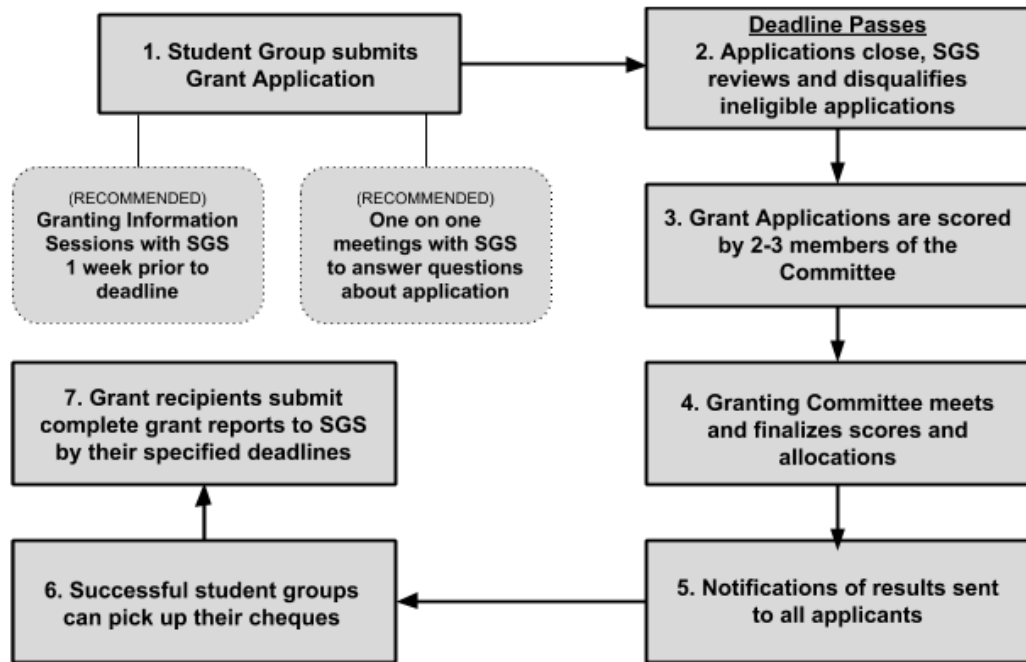 1. Student Group submits
Grant Application
Deadline Passes
2. Applications close, SGS
reviews and disqualifies
ineligible applications
(RECOMMENDED)
Granting Information
Sessions with SGS
1 week prior to
deadline
(RECOMMENDED)
One on one
meetings with SGS
to answer questions
about application
3. Grant Applications are scored
by 2-3 members of the
Committee
4. Granting Committee meets
and finalizes scores and
allocations
5. Notifications of results sent
to all applicants
6. Successful student groups
can pick up their cheques
7. Grant recipients submit
complete grant reports to SGS
by their specified deadlines